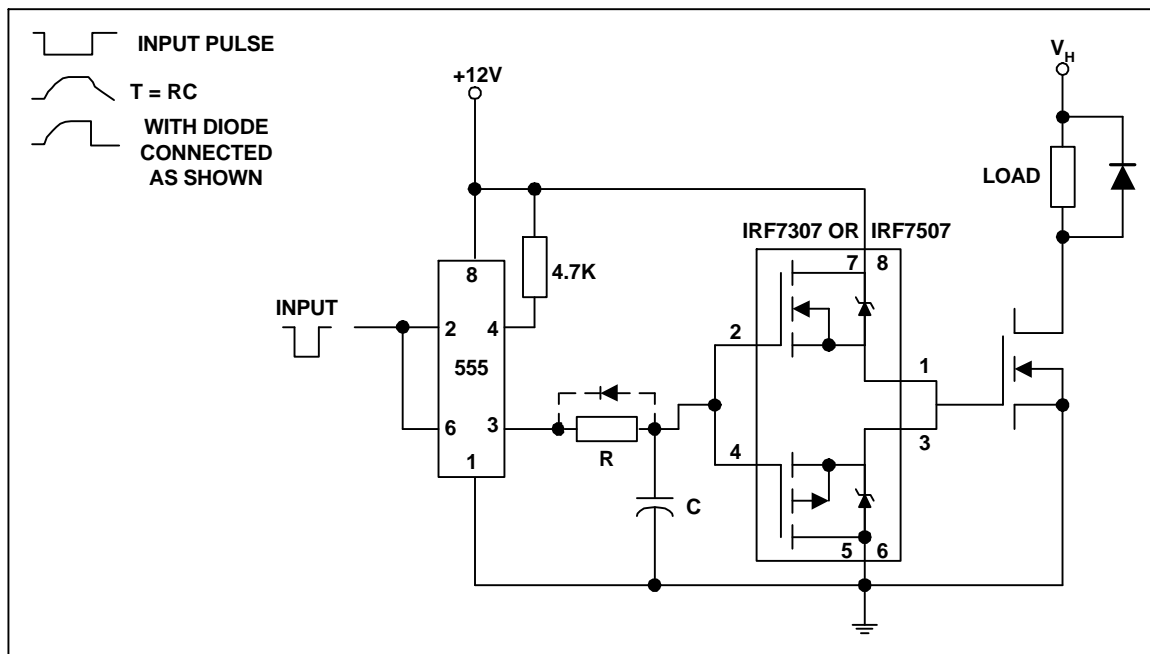 INPUT PULSE
T = RC
WITH DIODE
CONNECTED
AS SHOWN
+12V
VH
LOAD
IRF7307 OR IRF7507
7 8
8
4.7K
INPUT
2 4
2
555
1
6 3
3
4
R
1
C
5 6